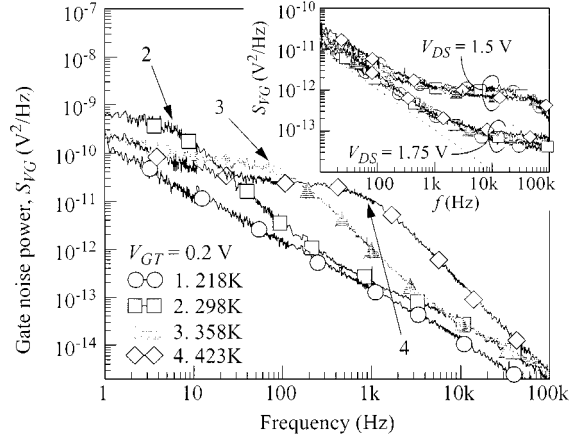 10⁻⁷
10⁻⁸
10⁻⁹
10⁻¹⁰
10⁻¹¹
10⁻¹²
10⁻¹³
10⁻¹⁴
Gate noise power, S_VG (V²/Hz)
2
3
4
V_GT = 0.2 V
1. 218K
2. 298K
3. 358K
4. 423K
1 10 100 1k 10k 100k
Frequency (Hz)
10⁻¹⁰
10⁻¹¹
10⁻¹²
10⁻¹³
S_VG (V²/Hz)
V_DS = 1.5 V
V_DS = 1.75 V
100 1k 10k 100k
f (Hz)